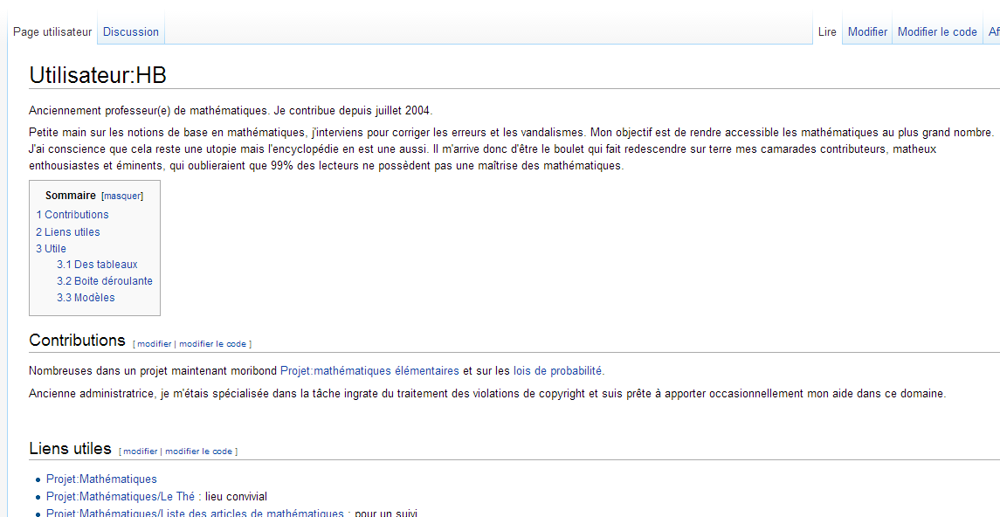 Page utilisateur Discussion Lire Modifier Modifier le code Af
Utilisateur:HB
Anciennement professeur(e) de mathématiques. Je contribue depuis juillet 2004.
Petite main sur les notions de base en mathématiques, j'interviens pour corriger les erreurs et les vandalismes. Mon objectif est de rendre accessible les mathématiques au plus grand nombre.
J'ai conscience que cela reste une utopie mais l'encyclopédie en est une aussi. Il m'arrive donc d'être le boulet qui fait redescendre sur terre mes camarades contributeurs, matheux
enthousiastes et éminents, qui oublieraient que 99% des lecteurs ne possèdent pas une maîtrise des mathématiques.
Sommaire [masquer]
1 Contributions
2 Liens utiles
3 Utile
3.1 Des tableaux
3.2 Boite déroulante
3.3 Modèles
Contributions [ modifier | modifier le code ]
Nombreuses dans un projet maintenant moribond Projet:mathématiques élémentaires et sur les lois de probabilité.
Ancienne administratrice, je m'étais spécialisée dans la tâche ingrate du traitement des violations de copyright et suis prête à apporter occasionnellement mon aide dans ce domaine.
Liens utiles [ modifier | modifier le code ]
• Projet:Mathématiques
• Projet:Mathématiques/Le Thé : lieu convivial
• Projet:Mathématiques/Liste des articles de mathématiques : pour un suivi